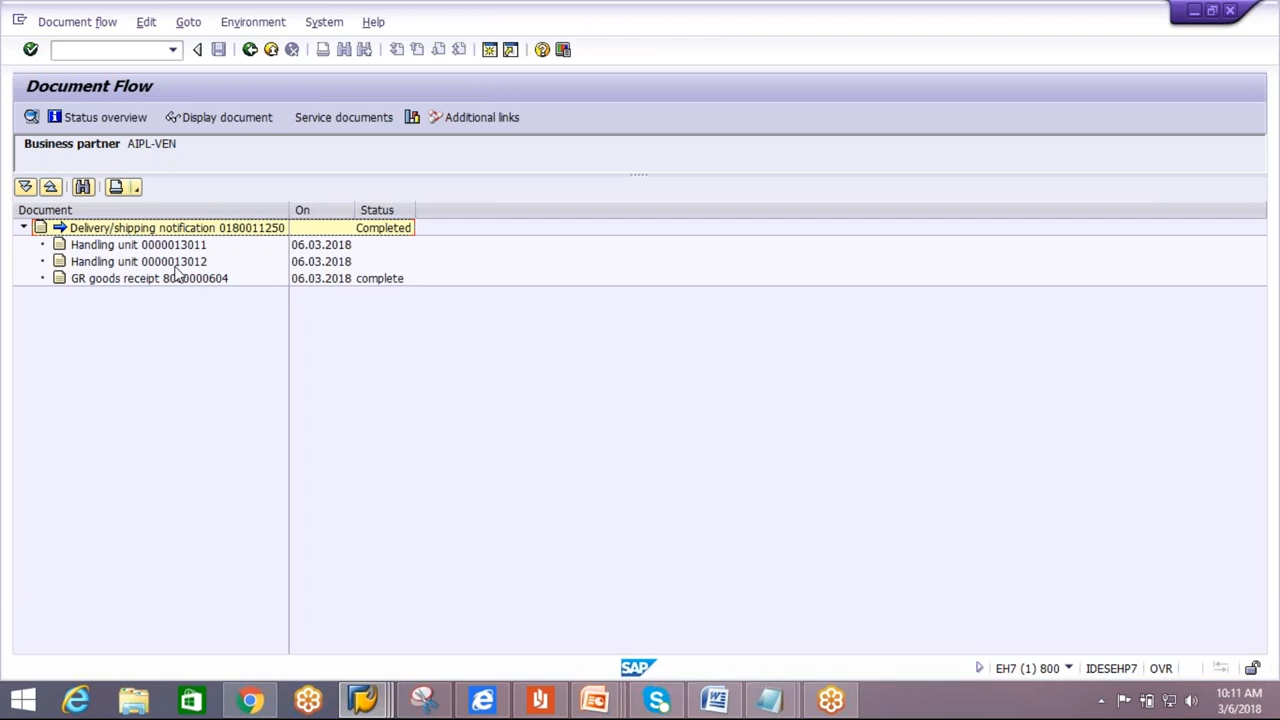 Document flow Edit Goto Environment System Help
Document Flow
Status overview Display document Service documents Additional links
Business partner AIPL-VEN
Document On Status
Delivery/shipping notification 0180011250 Completed
Handling unit 0000013011 06.03.2018
Handling unit 0000013012 06.03.2018
GR goods receipt 06.03.2018 complete
SAP EH7 (1) 800 IDESEHP7 OVR
10:11 AM
3/6/2018